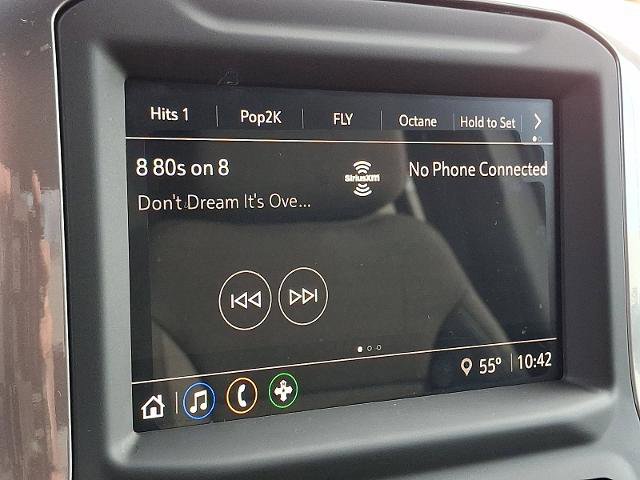 Hits 1 Pop2K FLY Octane Hold to Set
8 80s on 8 SiriusXM No Phone Connected
Don't Dream It's Ove...
55° 10:42